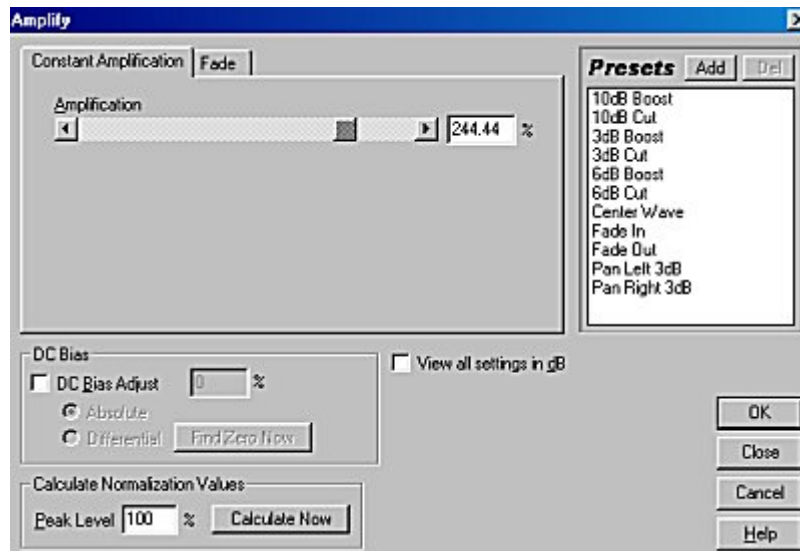 Amplify
Constant Amplification Fade
Amplification
244.44 %
Presets Add Del
10dB Boost
10dB Cut
3dB Boost
3dB Cut
6dB Boost
6dB Cut
Center Wave
Fade In
Fade Out
Pan Left 3dB
Pan Right 3dB
DC Bias
DC Bias Adjust 0 %
Absolute
Differential Find Zero Now
View all settings in dB
Calculate Normalization Values
Peak Level 100 % Calculate Now
OK
Close
Cancel
Help